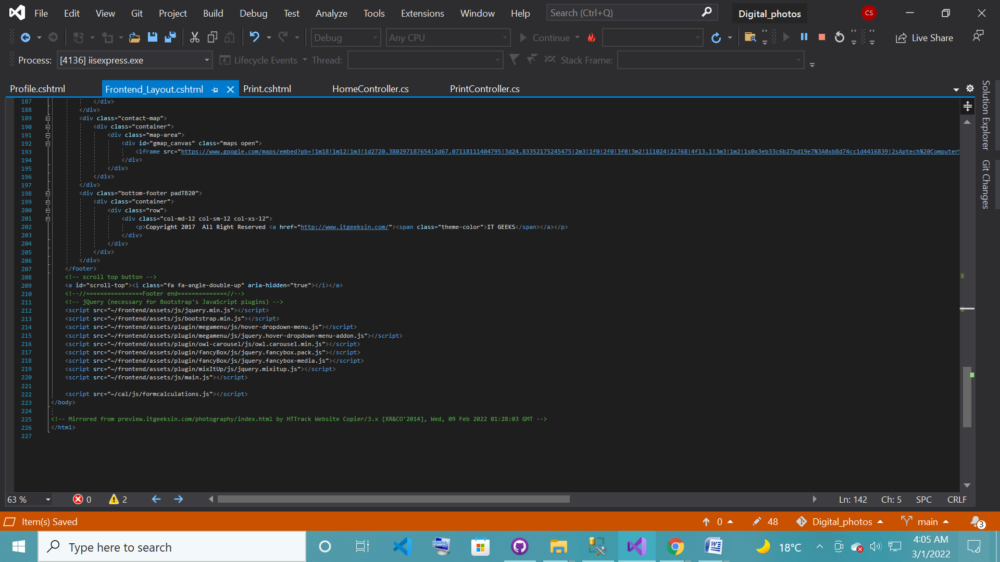 File Edit View Git Project Build Debug Test Analyze Tools Extensions Window Help Search (Ctrl+Q) Digital_photos CS
Debug Any CPU Continue Live Share
Process: [4136] iisexpress.exe Lifecycle Events Thread: Stack Frame:
Profile.cshtml Frontend_Layout.cshtml Print.cshtml HomeController.cs PrintController.cs
Solution Explorer
Git Changes
187 </div>
188 </div>
189 <div class="contact-map">
190 <div class="container">
191 <div class="map-area">
192 <div id="gmap_canvas" class="maps open">
193 <iframe src="https://www.google.com/maps/embed?pb=!1m18!1m12!1m3!1d2720.380297187654!2d67.07118111404795!3d24.83352175245475!2m3!1f0!2f0!3f0!3m2!1i1024!2i768!4f13.1!3m3!1m2!1s0x3eb33c6b27bd19e7%3A0xb8d74cc1d4416839!2sAptech%20Computer%
194 </div>
195 </div>
196 </div>
197 </div>
198 <div class="bottom-footer padTB20">
199 <div class="container">
200 <div class="row">
201 <div class="col-md-12 col-sm-12 col-xs-12">
202 <p>Copyright 2017  All Right Reserved <a href="http://www.itgeeksin.com/"><span class="theme-color">IT GEEKS</span></a></p>
203 </div>
204 </div>
205 </div>
206 </div>
207 </footer>
208 <!-- scroll top button -->
209 <a id="scroll-top"><i class="fa fa-angle-double-up" aria-hidden="true"></i></a>
210 <!--//================Footer end==============//-->
211 <!-- jQuery (necessary for Bootstrap's JavaScript plugins) -->
212 <script src="~/frontend/assets/js/jquery.min.js"></script>
213 <script src="~/frontend/assets/js/bootstrap.min.js"></script>
214 <script src="~/frontend/assets/plugin/megamenu/js/hover-dropdown-menu.js"></script>
215 <script src="~/frontend/assets/plugin/megamenu/js/jquery.hover-dropdown-menu-addon.js"></script>
216 <script src="~/frontend/assets/plugin/owl-carousel/js/owl.carousel.min.js"></script>
217 <script src="~/frontend/assets/plugin/fancyBox/js/jquery.fancybox.pack.js"></script>
218 <script src="~/frontend/assets/plugin/fancyBox/js/jquery.fancybox-media.js"></script>
219 <script src="~/frontend/assets/plugin/mixItUp/js/jquery.mixitup.js"></script>
220 <script src="~/frontend/assets/js/main.js"></script>
221
222 <script src="~/cal/js/formcalculations.js"></script>
223 </body>
224
225 <!-- Mirrored from preview.itgeeksin.com/photography/index.html by HTTrack Website Copier/3.x [XR&CO'2014], Wed, 09 Feb 2022 01:28:03 GMT -->
226 </html>
227
63 % 0 2 Ln: 142 Ch: 5 SPC CRLF
Item(s) Saved 0 48 Digital_photos main 3
Type here to search 18°C 4:05 AM
3/1/2022